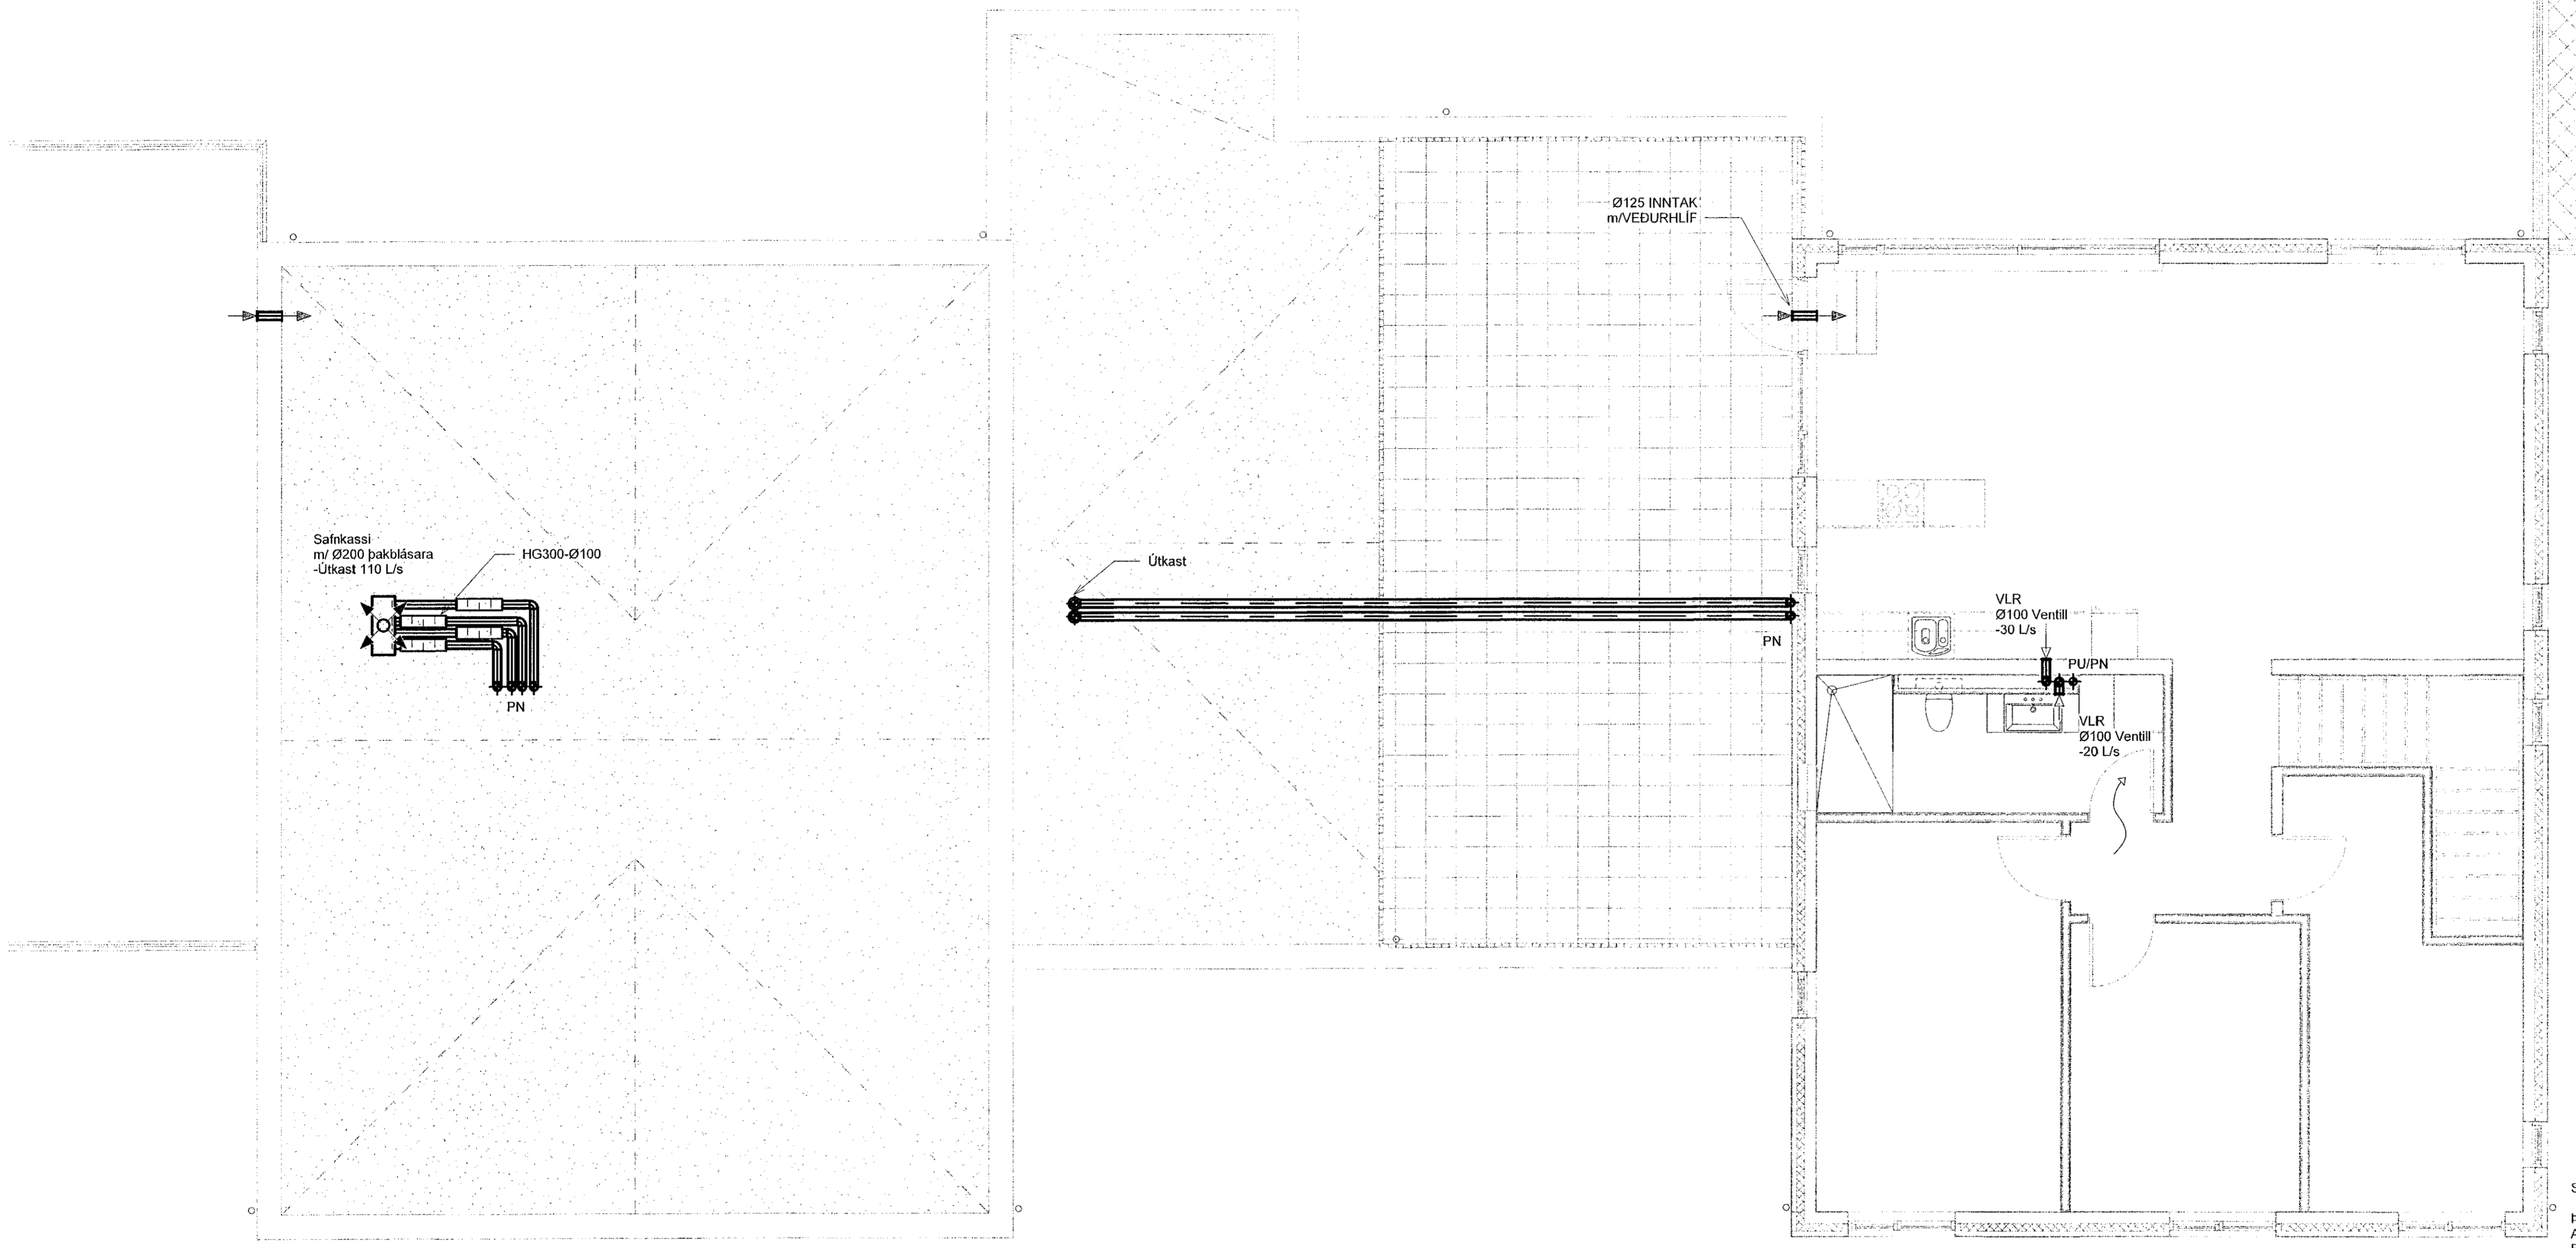 Ø125 INNTAK
m/VEÐURHLÍF
Safnkassi
m/ Ø200 þakblásara
-Útkast 110 L/s
HG300-Ø100
PN
Útkast
PN
VLR
Ø100 Ventill
-30 L/s
PU/PN
VLR
Ø100 Ventill
-20 L/s